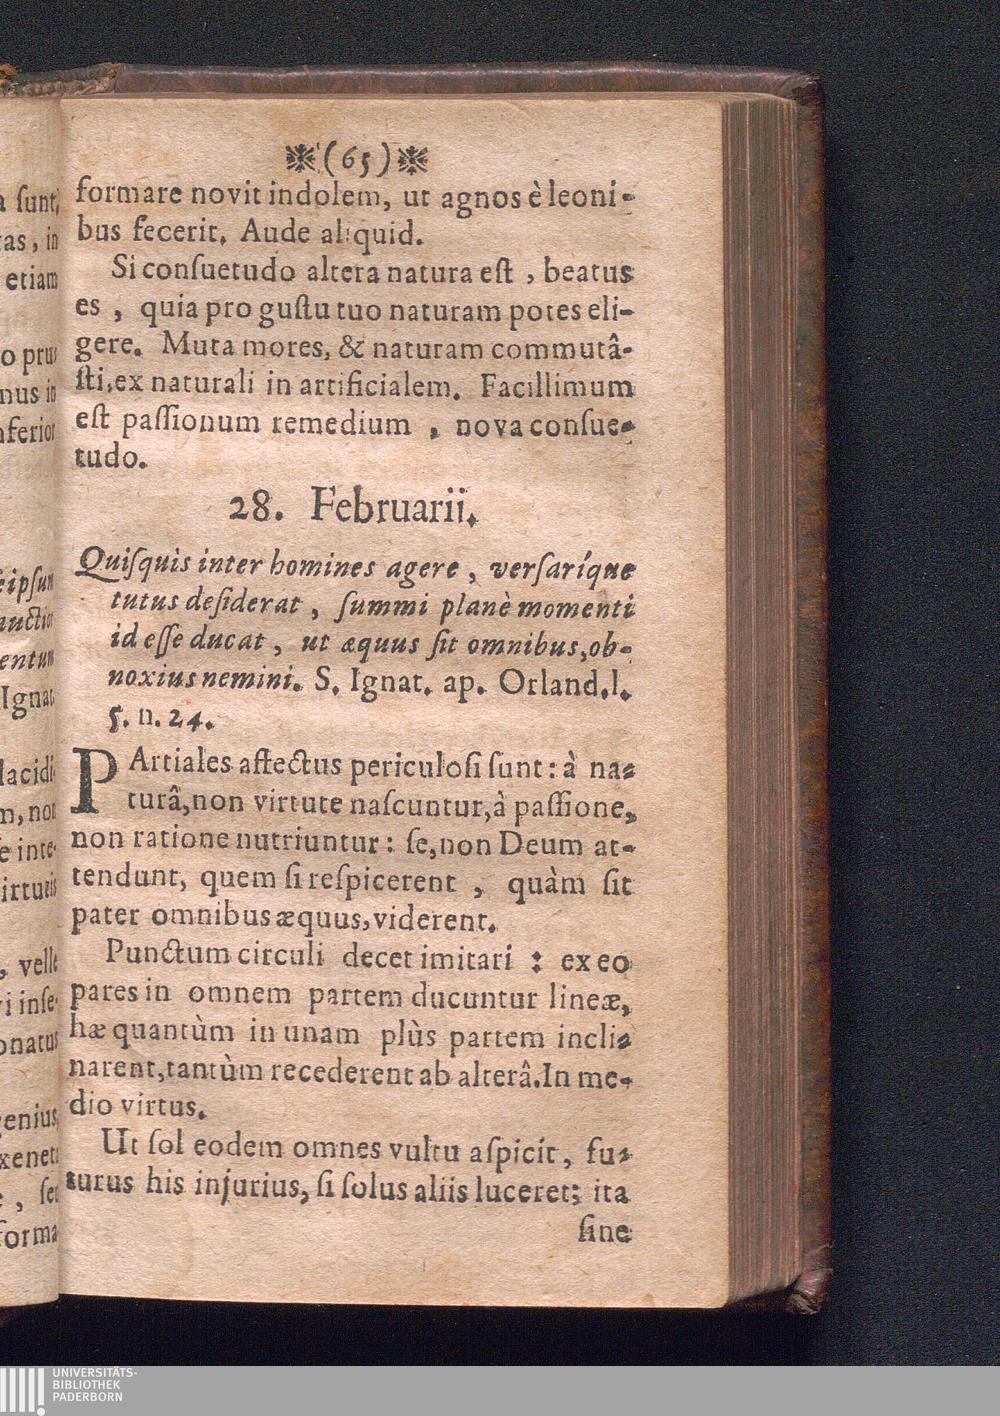 (65)
formare novit indolem, ut agnos è leoni-
bus fecerit. Aude aliquid.
Si conſuetudo altera natura eſt, beatus
es, quia pro guſtu tuo naturam potes eli-
gere. Muta mores, & naturam commutâ-
ſti, ex naturali in artificialem. Facillimum
eſt paſſionum remedium, nova conſue-
tudo.
28. Februarii.
Quiſquis inter homines agere, verſaríque
tutus deſiderat, ſummi planè momenti
id eſſe ducat, ut æquus ſit omnibus, ob-
noxius nemini. S. Ignat. ap. Orland. l.
5. n. 24.
PArtiales affectus periculoſi ſunt: à na-
turâ, non virtute naſcuntur, à paſſione,
non ratione nutriuntur: ſe, non Deum at-
tendunt, quem ſi reſpicerent, quàm ſit
pater omnibus æquus, viderent.
Punctum circuli decet imitari: ex eo
pares in omnem partem ducuntur lineæ,
hæ quantùm in unam plùs partem incli-
narent, tantùm recederent ab alterâ. In me-
dio virtus.
Ut ſol eodem omnes vultu aſpicit, fu-
turus his injurius, ſi ſolus aliis luceret; ita
ſine
UNIVERSITÄTS-
BIBLIOTHEK
PADERBORN